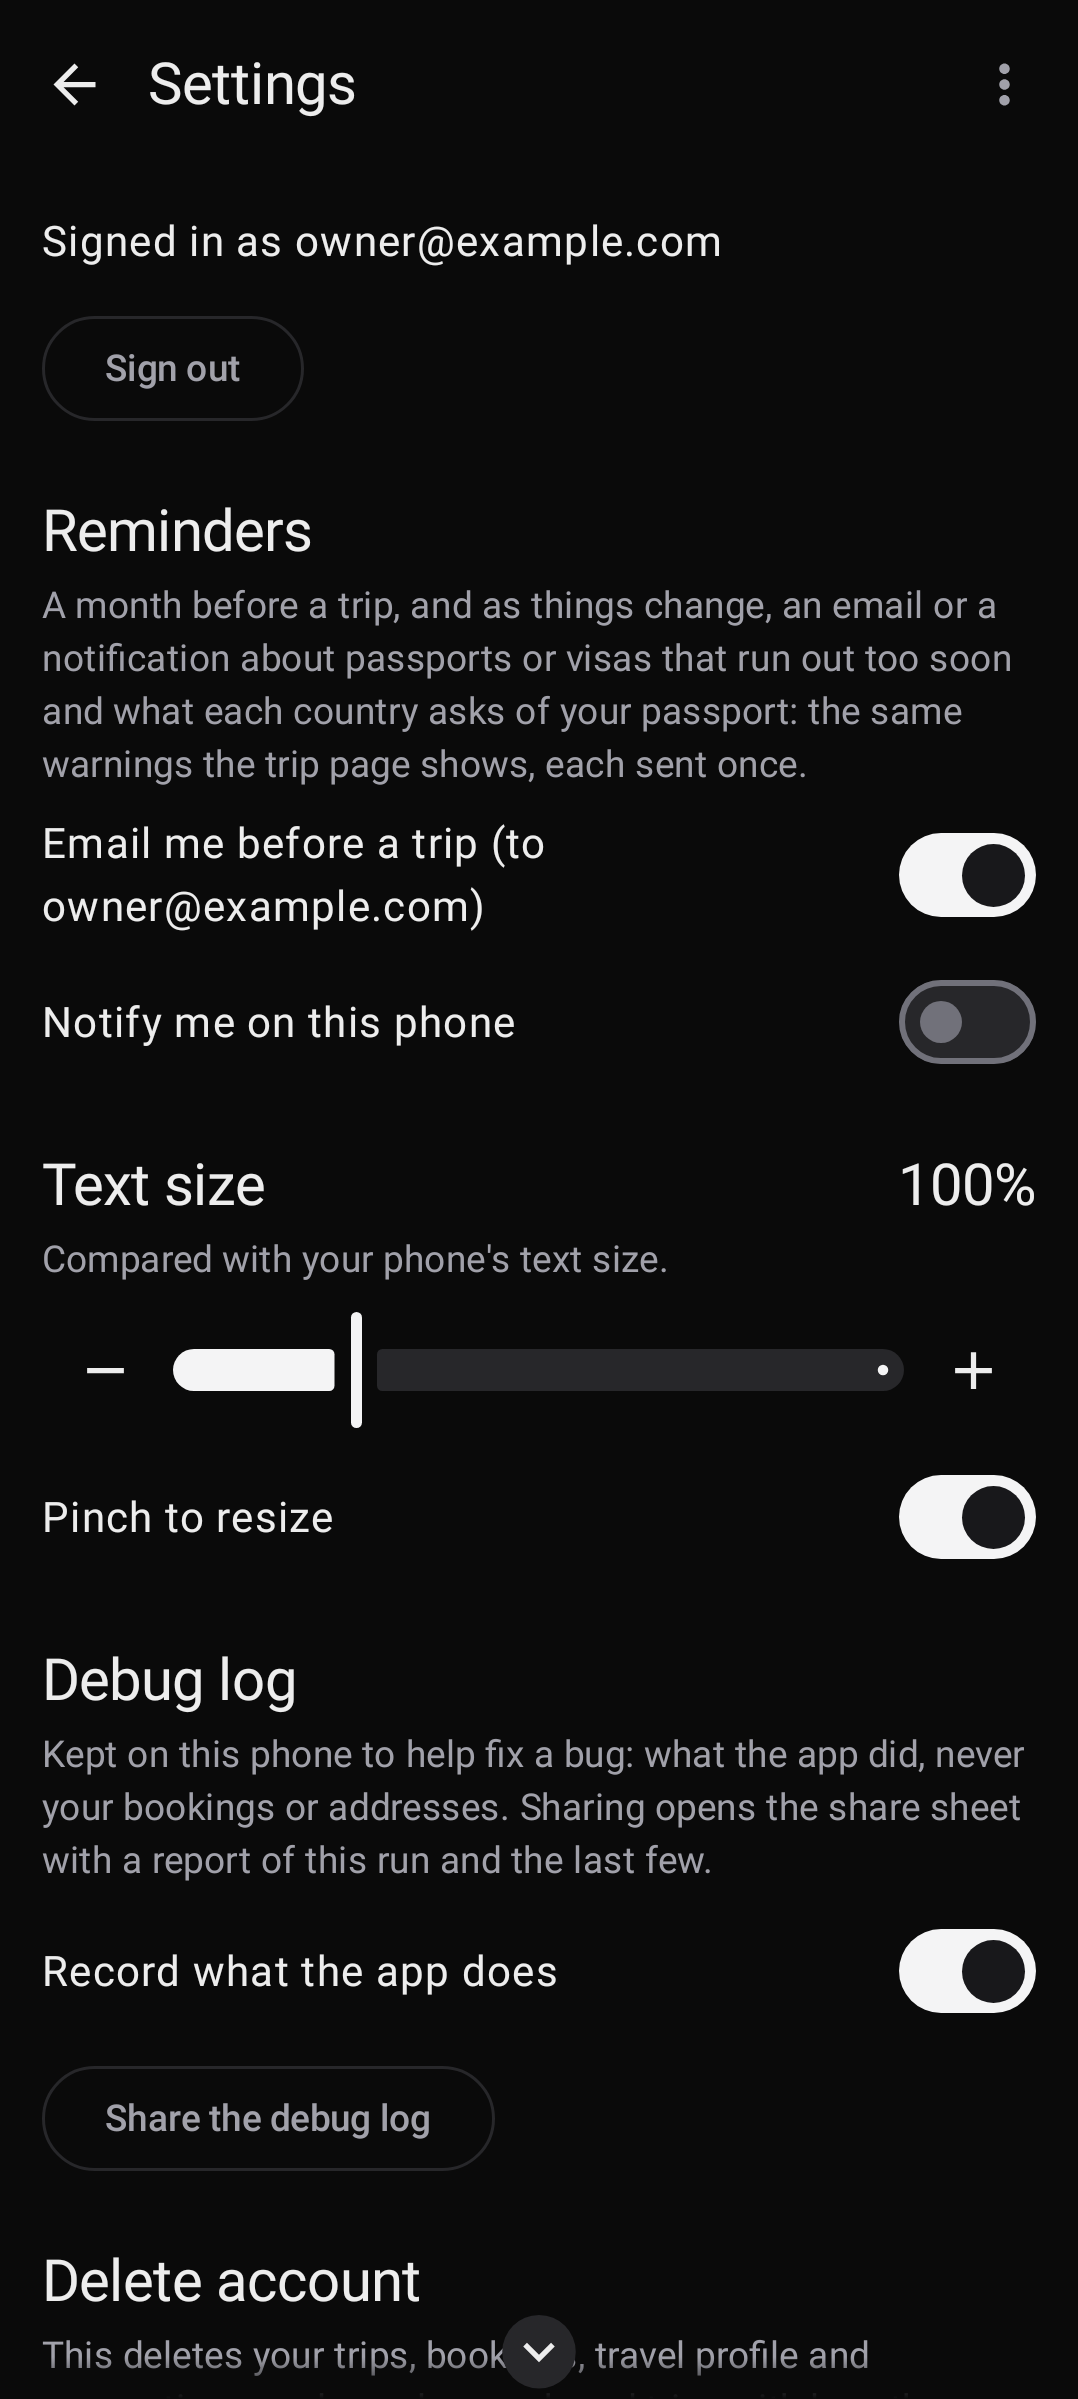 Settings
Signed in as owner@example.com
Sign out
Reminders
A month before a trip, and as things change, an email or a
notification about passports or visas that run out too soon
and what each country asks of your passport: the same
warnings the trip page shows, each sent once.
Email me before a trip (to
owner@example.com)
Notify me on this phone
Text size
100%
Compared with your phone's text size.
Pinch to resize
Debug log
Kept on this phone to help fix a bug: what the app did, never
your bookings or addresses. Sharing opens the share sheet
with a report of this run and the last few.
Record what the app does
Share the debug log
Delete account
This deletes your trips, travel profile and